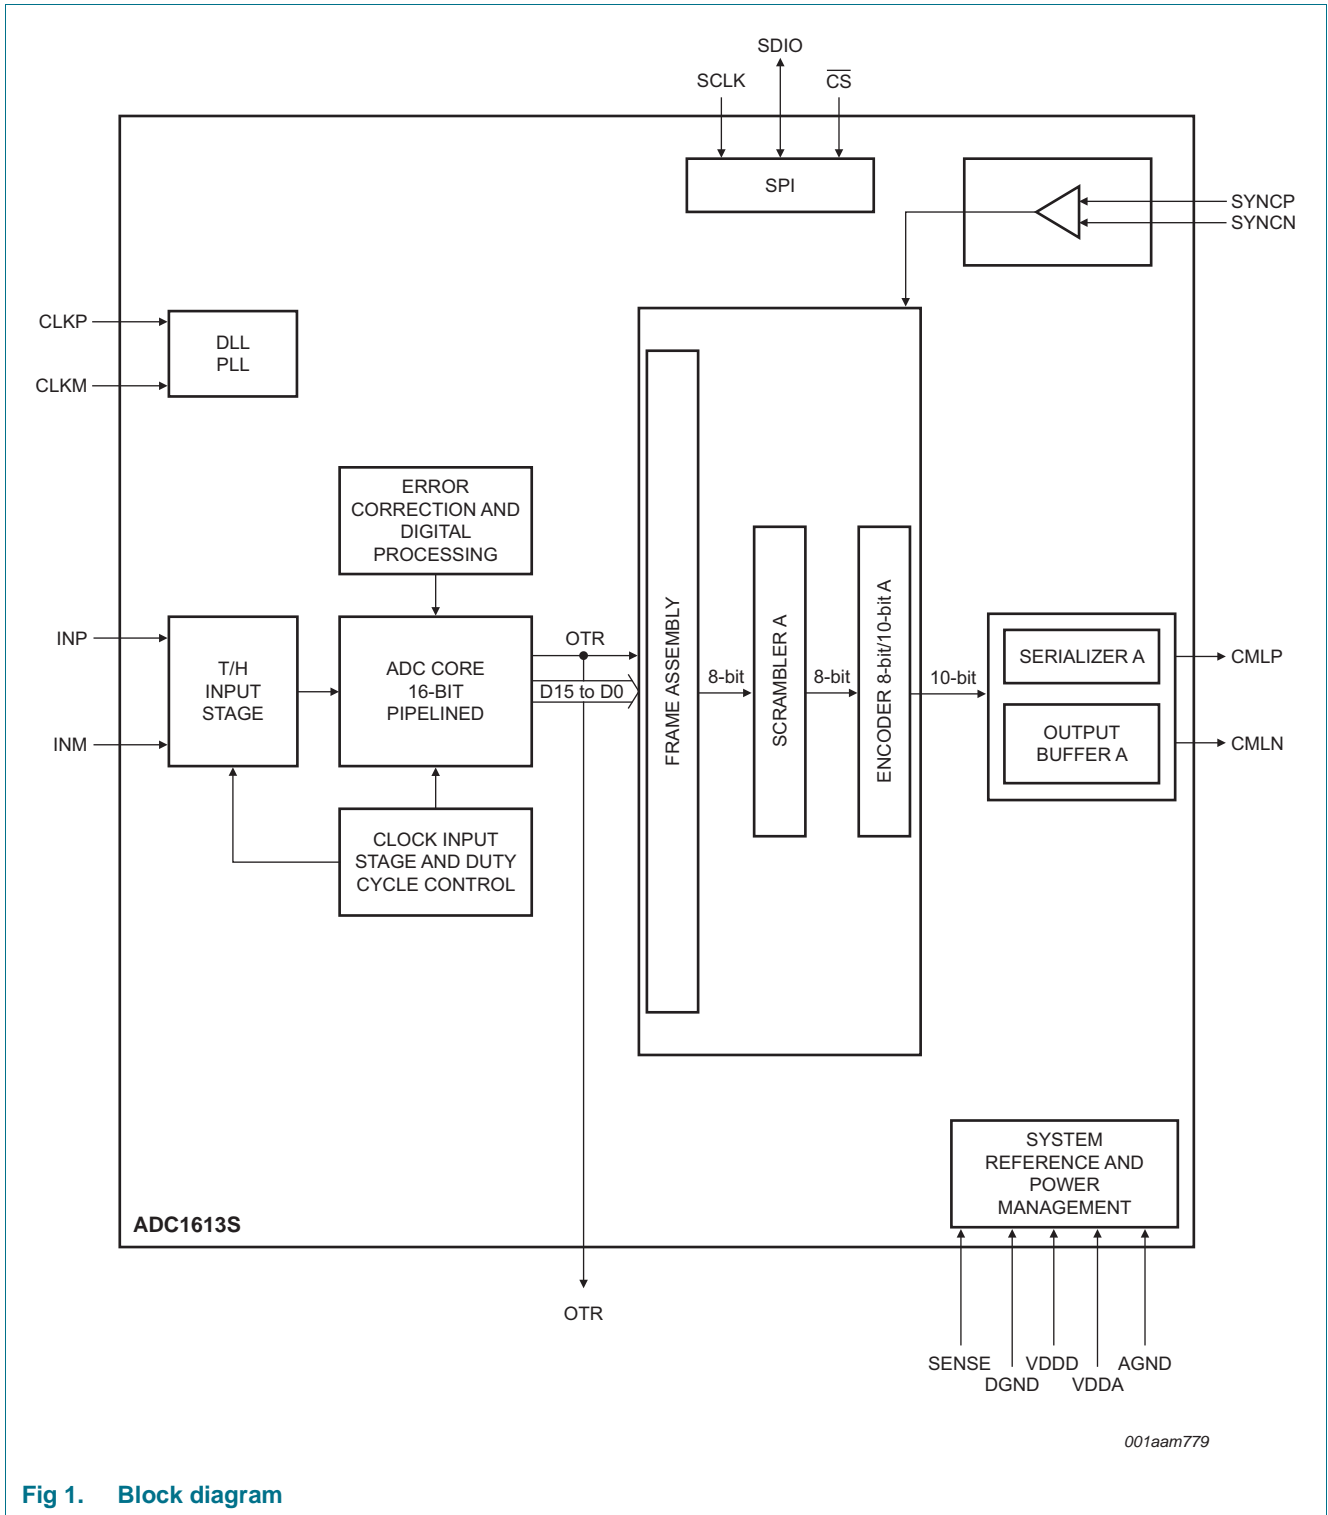 SDIO
SCLK
CS
SPI
SYNCP
SYNCN
CLKP
CLKM
DLL
PLL
ERROR
CORRECTION AND
DIGITAL
PROCESSING
INP
INM
T/H
INPUT
STAGE
ADC CORE
16-BIT
PIPELINED
OTR
D15 to D0
CLOCK INPUT
STAGE AND DUTY
CYCLE CONTROL
FRAME ASSEMBLY
8-bit
SCRAMBLER A
8-bit
ENCODER 8-bit/10-bit A
10-bit
SERIALIZER A
OUTPUT
BUFFER A
CMLP
CMLN
SYSTEM
REFERENCE AND
POWER
MANAGEMENT
ADC1613S
OTR
SENSE
DGND
VDDD
VDDA
AGND
001aam779
Fig 1. Block diagram